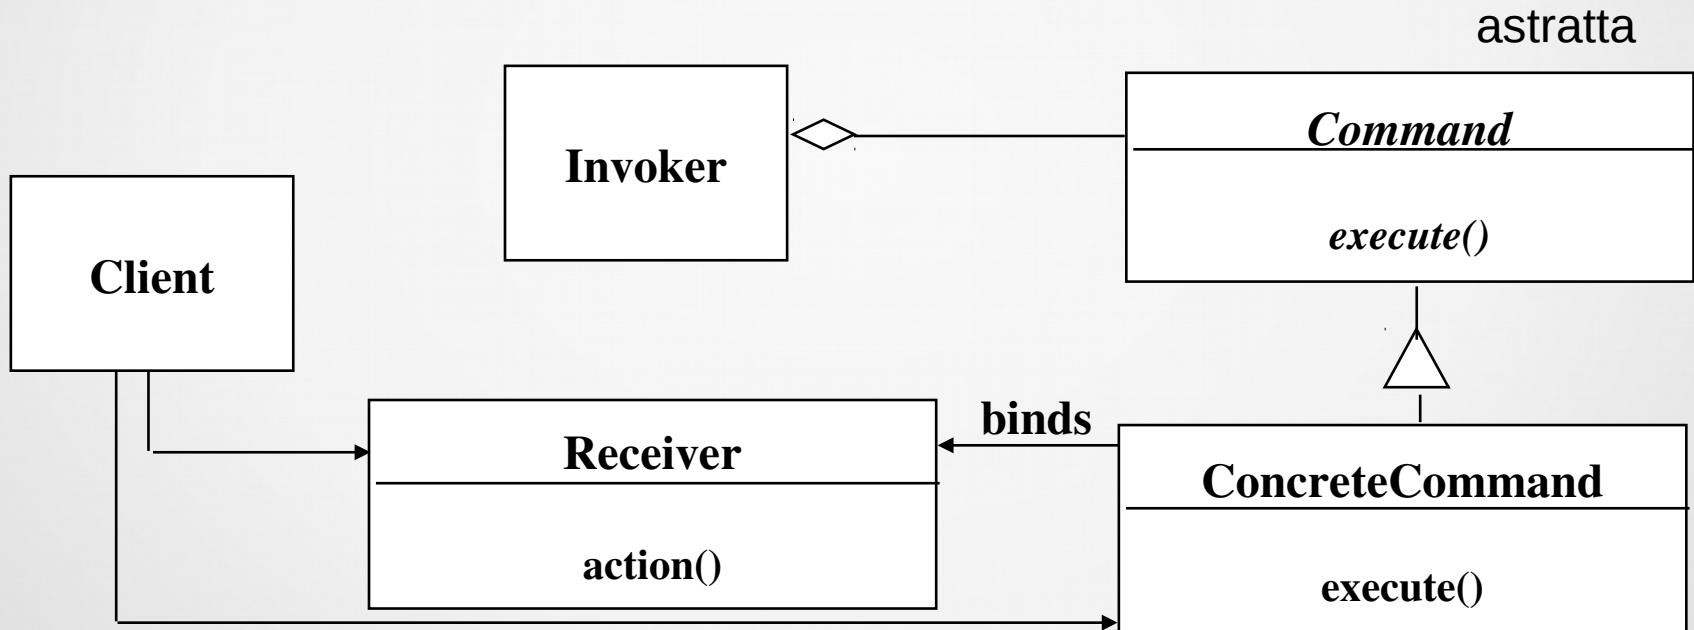 astratta
Invoker
Command
execute()
Client
Receiver
action()
binds
ConcreteCommand
execute()